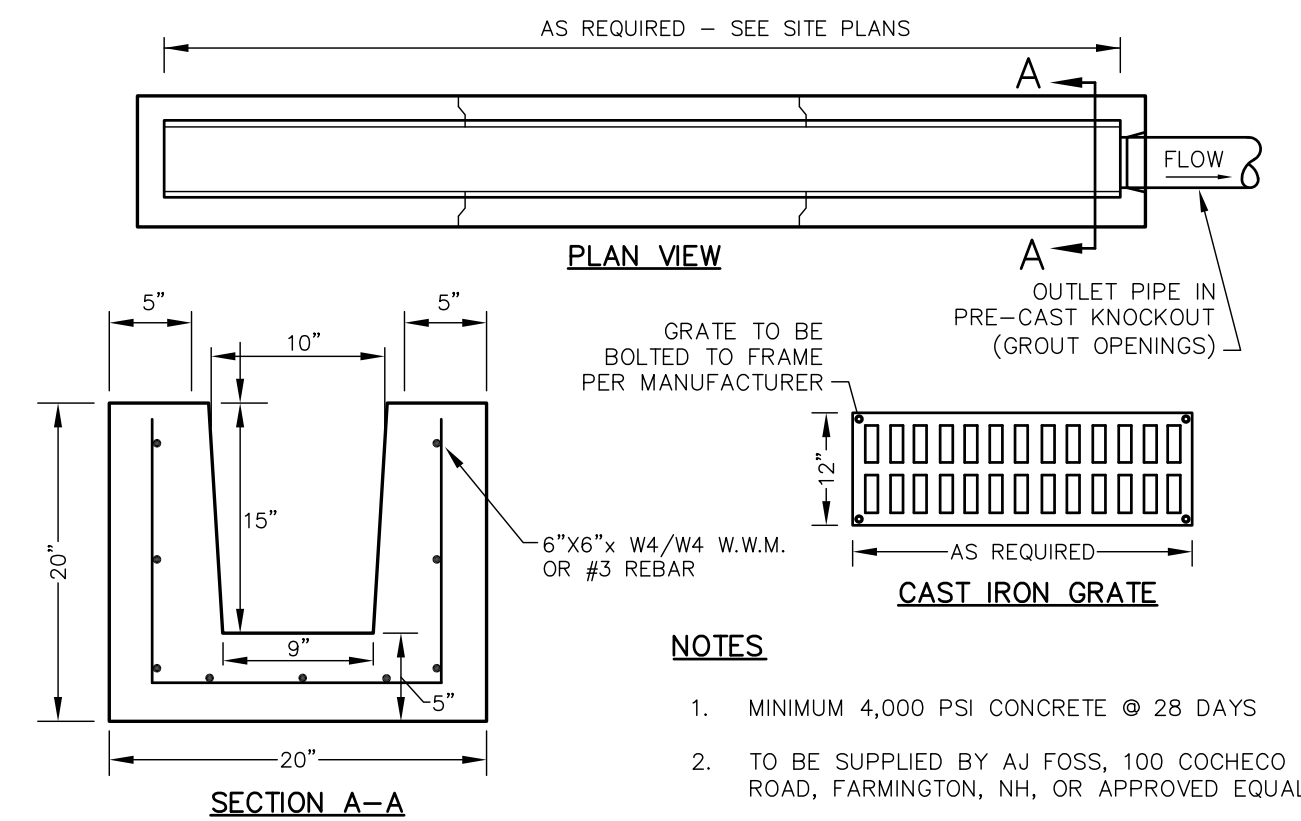 AS REQUIRED – SEE SITE PLANS
A
FLOW
A
PLAN VIEW
OUTLET PIPE IN
PRE–CAST KNOCKOUT
(GROUT OPENINGS)
5”
5”
10”
15”
20”
9”
5”
20”
6”X6”x W4/W4 W.W.M.
OR #3 REBAR
SECTION A–A
GRATE TO BE
BOLTED TO FRAME
PER MANUFACTURER
12”
AS REQUIRED
CAST IRON GRATE
NOTES
1. MINIMUM 4,000 PSI CONCRETE @ 28 DAYS
2. TO BE SUPPLIED BY AJ FOSS, 100 COCHECO
ROAD, FARMINGTON, NH, OR APPROVED EQUAL